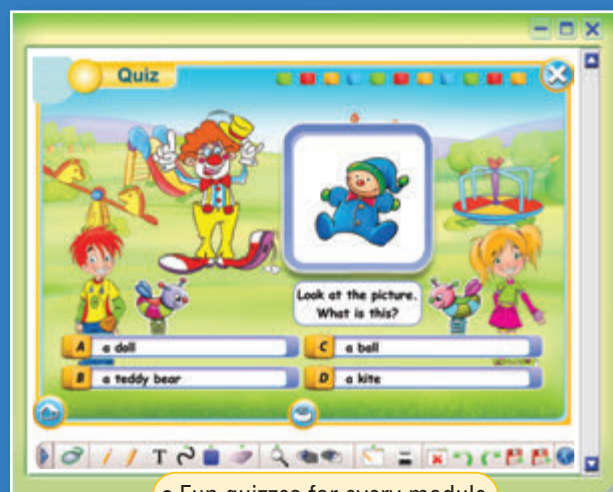 Quiz
Look at the picture.
What is this?
A a doll
C a ball
B a teddy bear
D a kite
T
• Fun quizzes for every module